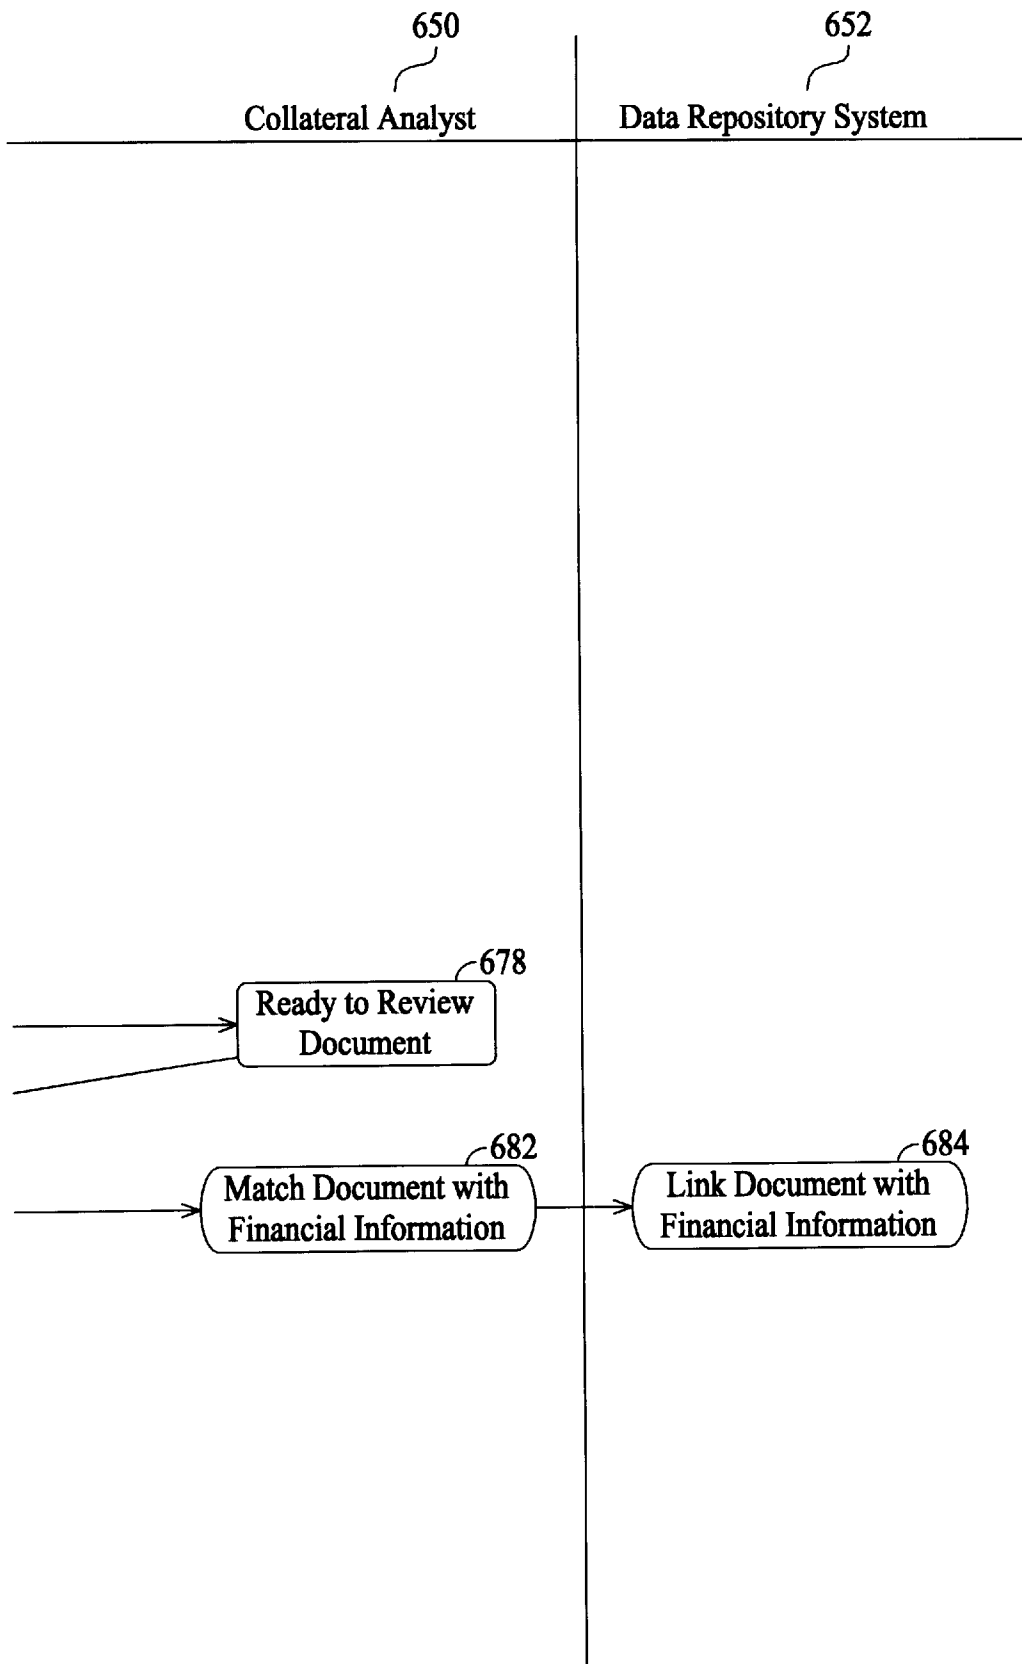 650
652
Collateral Analyst
Data Repository System
678
Ready to Review
Document
682
Match Document with
Financial Information
684
Link Document with
Financial Information